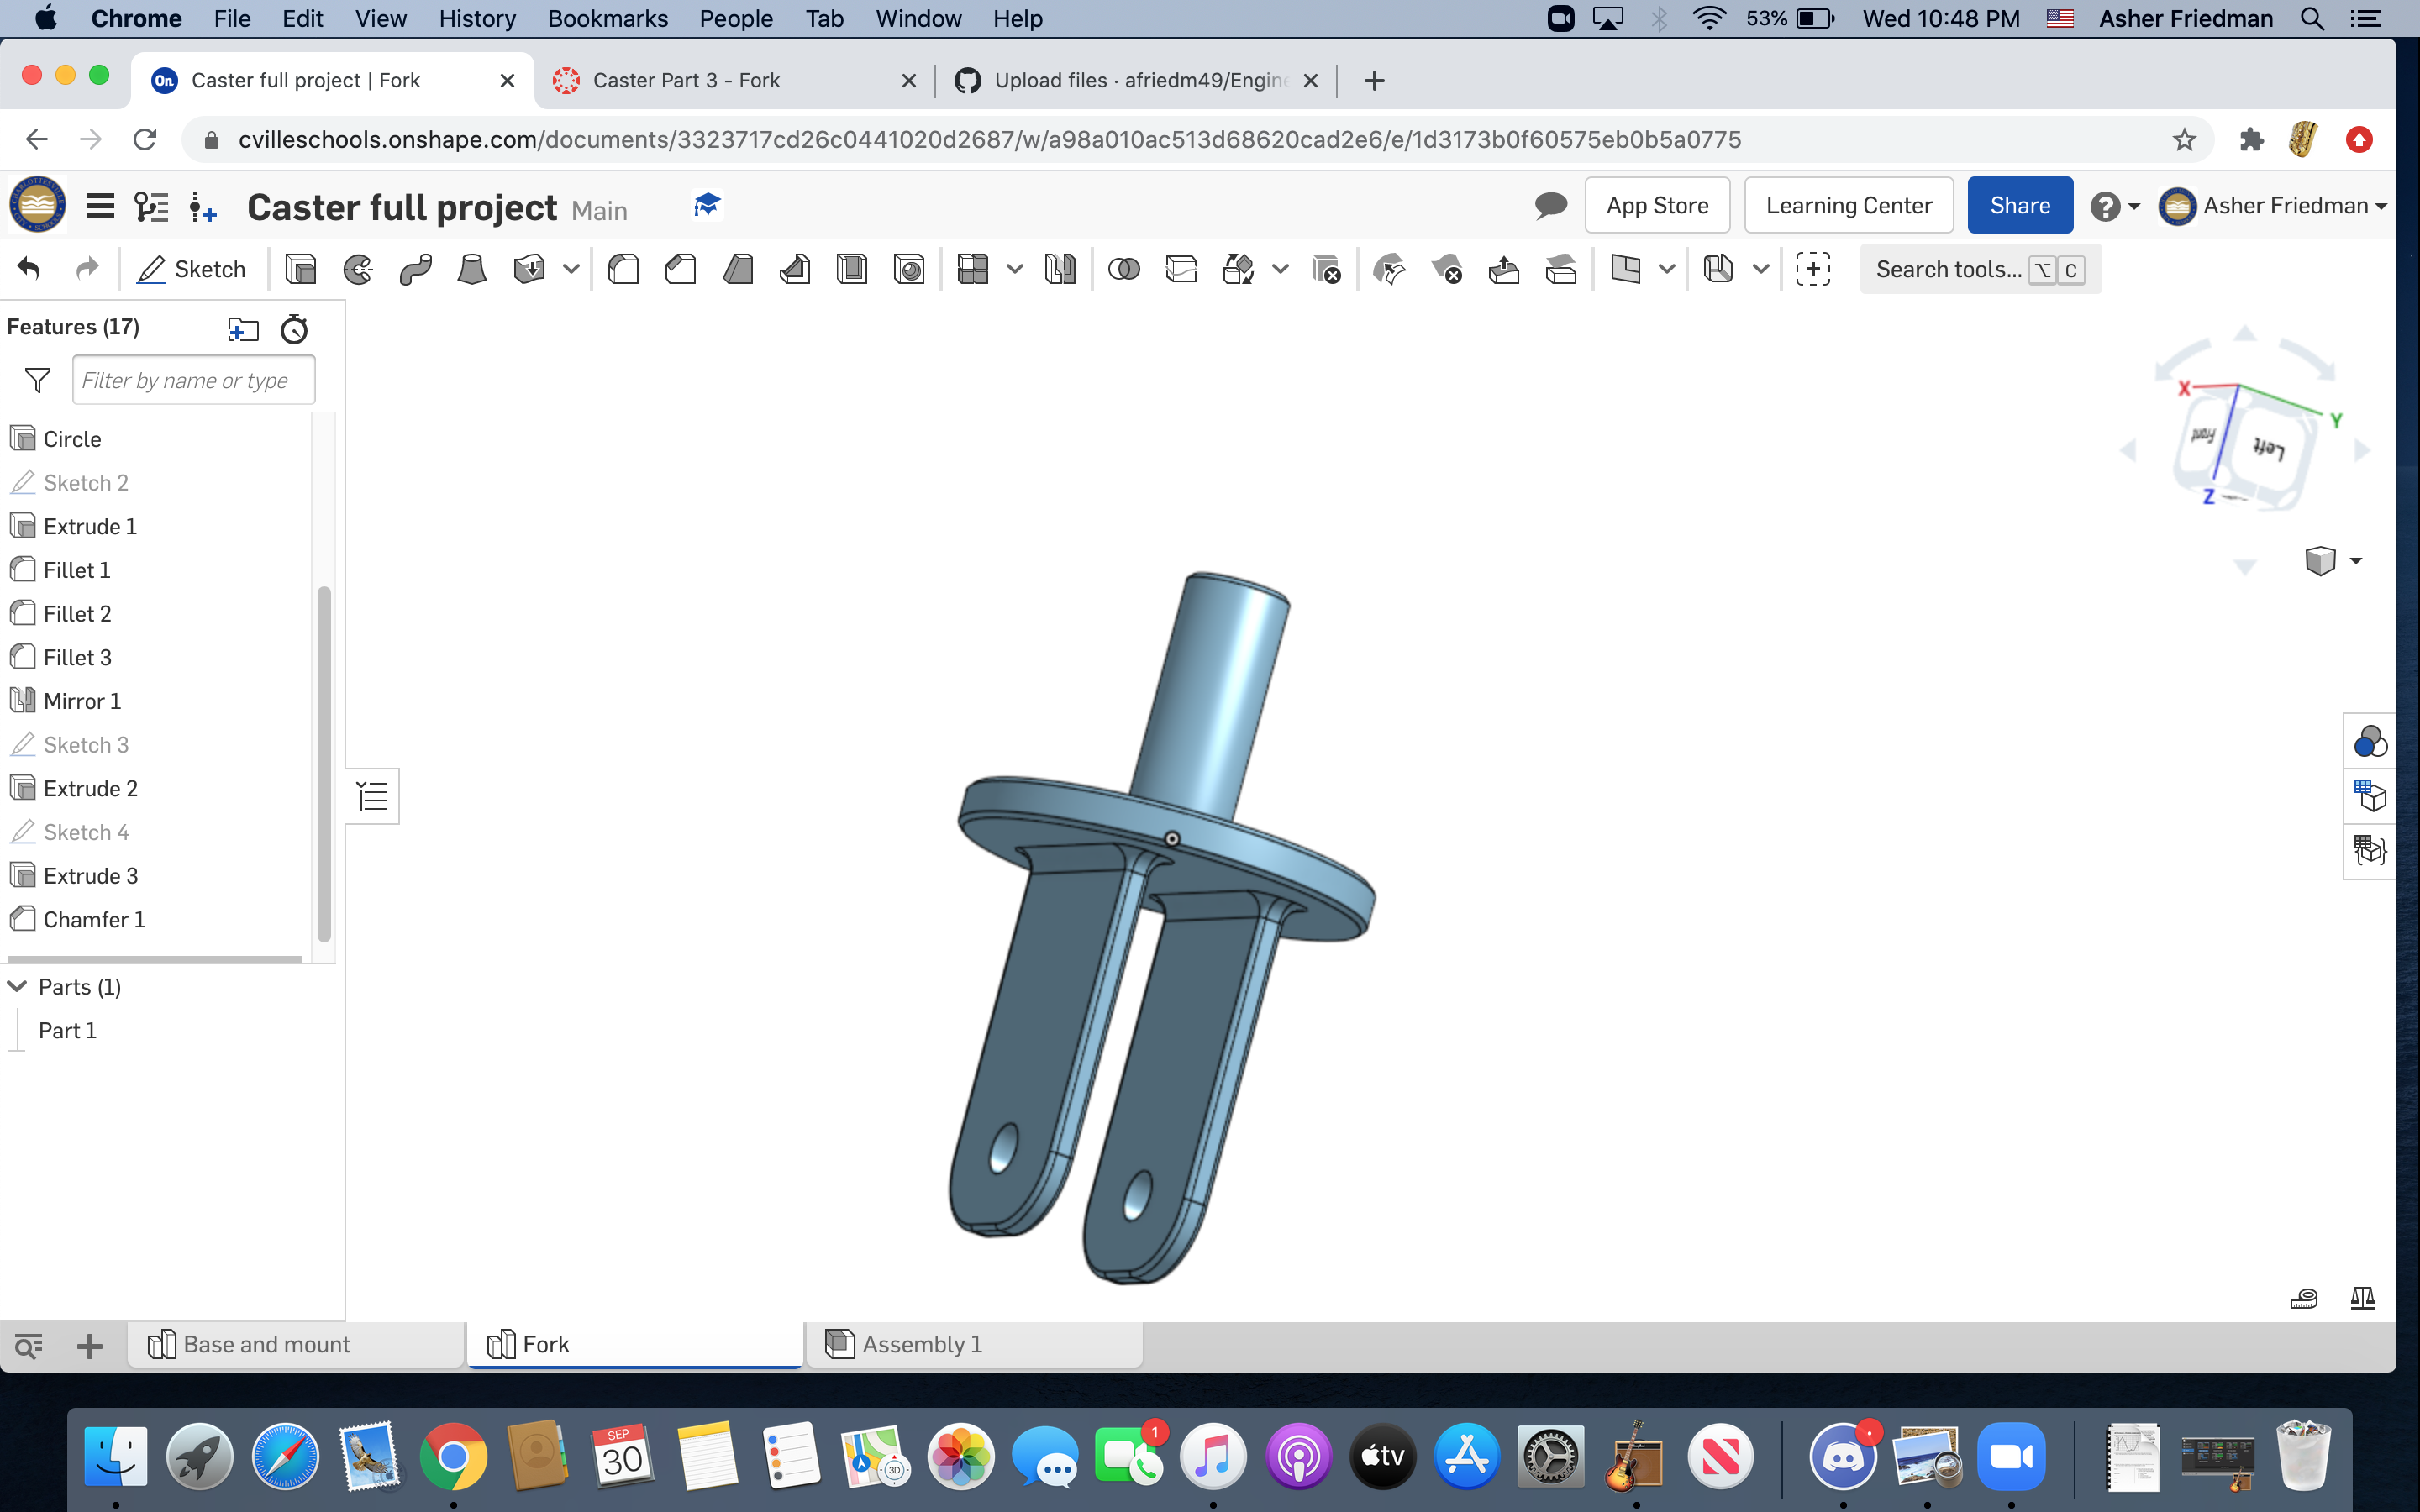 Chrome File Edit View History Bookmarks People Tab Window Help 53% Wed 10:48 PM Asher Friedman
On Caster full project | Fork Caster Part 3 - Fork Upload files · afriedm49/Engine
cvilleschools.onshape.com/documents/3323717cd26c0441020d2687/w/a98a010ac513d68620cad2e6/e/1d3173b0f60575eb0b5a0775
Caster full project Main App Store Learning Center Share ? Asher Friedman
Sketch Search tools... ⌥ C
Features (17)
Filter by name or type
Circle
Sketch 2
Extrude 1
Fillet 1
Fillet 2
Fillet 3
Mirror 1
Sketch 3
Extrude 2
Sketch 4
Extrude 3
Chamfer 1
Parts (1)
Part 1
X
Y
Front Left
Z
Base and mount Fork Assembly 1
SEP
30
3D
1
tv